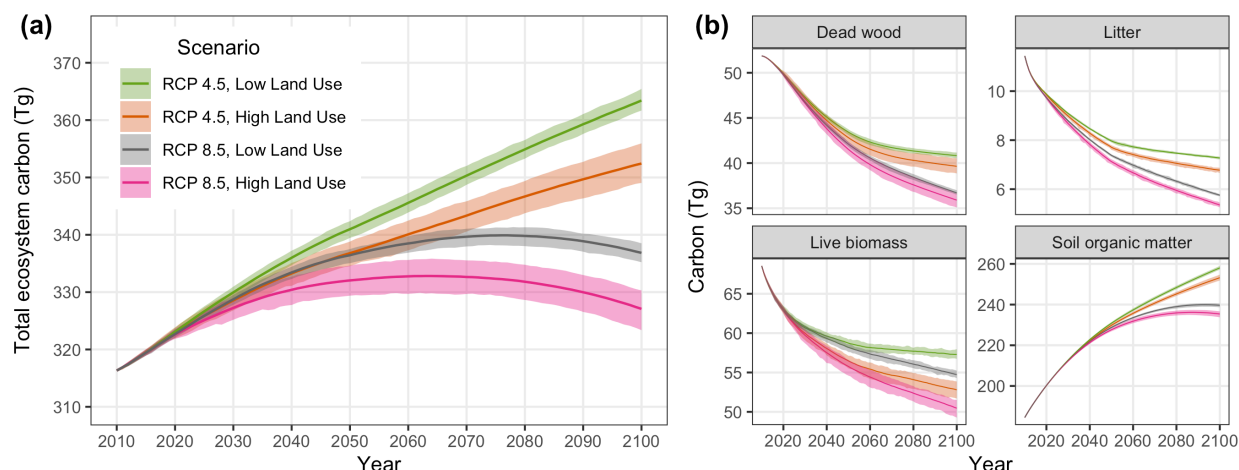 (a)
Scenario
RCP 4.5, Low Land Use
RCP 4.5, High Land Use
RCP 8.5, Low Land Use
RCP 8.5, High Land Use
Total ecosystem carbon (Tg)
370
360
350
340
330
320
310
2010 2020 2030 2040 2050 2060 2070 2080 2090 2100
Year
(b)
Carbon (Tg)
Dead wood
50
45
40
35
Litter
10
8
6
Live biomass
65
60
55
50
2020 2040 2060 2080 2100
Soil organic matter
260
240
220
200
2020 2040 2060 2080 2100
Year